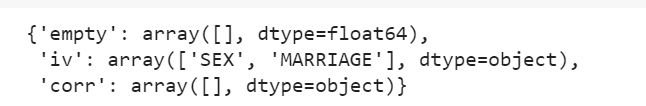 {'empty': array([], dtype=float64),
 'iv': array(['SEX', 'MARRIAGE'], dtype=object),
 'corr': array([], dtype=object)}